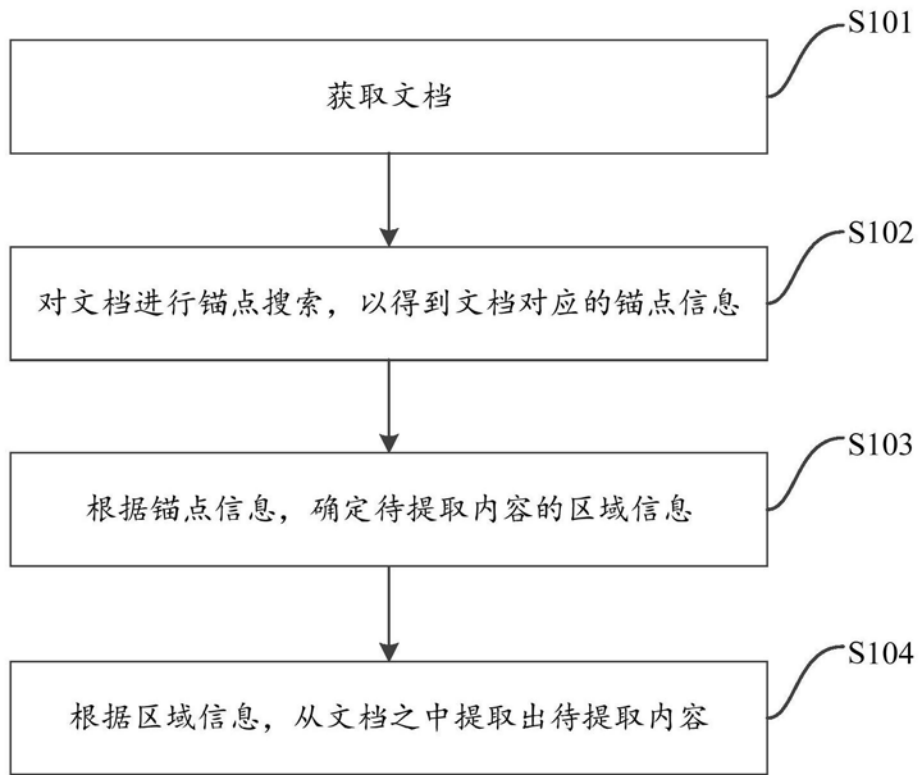 S101
获取文档
S102
对文档进行锚点搜索，以得到文档对应的锚点信息
S103
根据锚点信息，确定待提取内容的区域信息
S104
根据区域信息，从文档之中提取出待提取内容